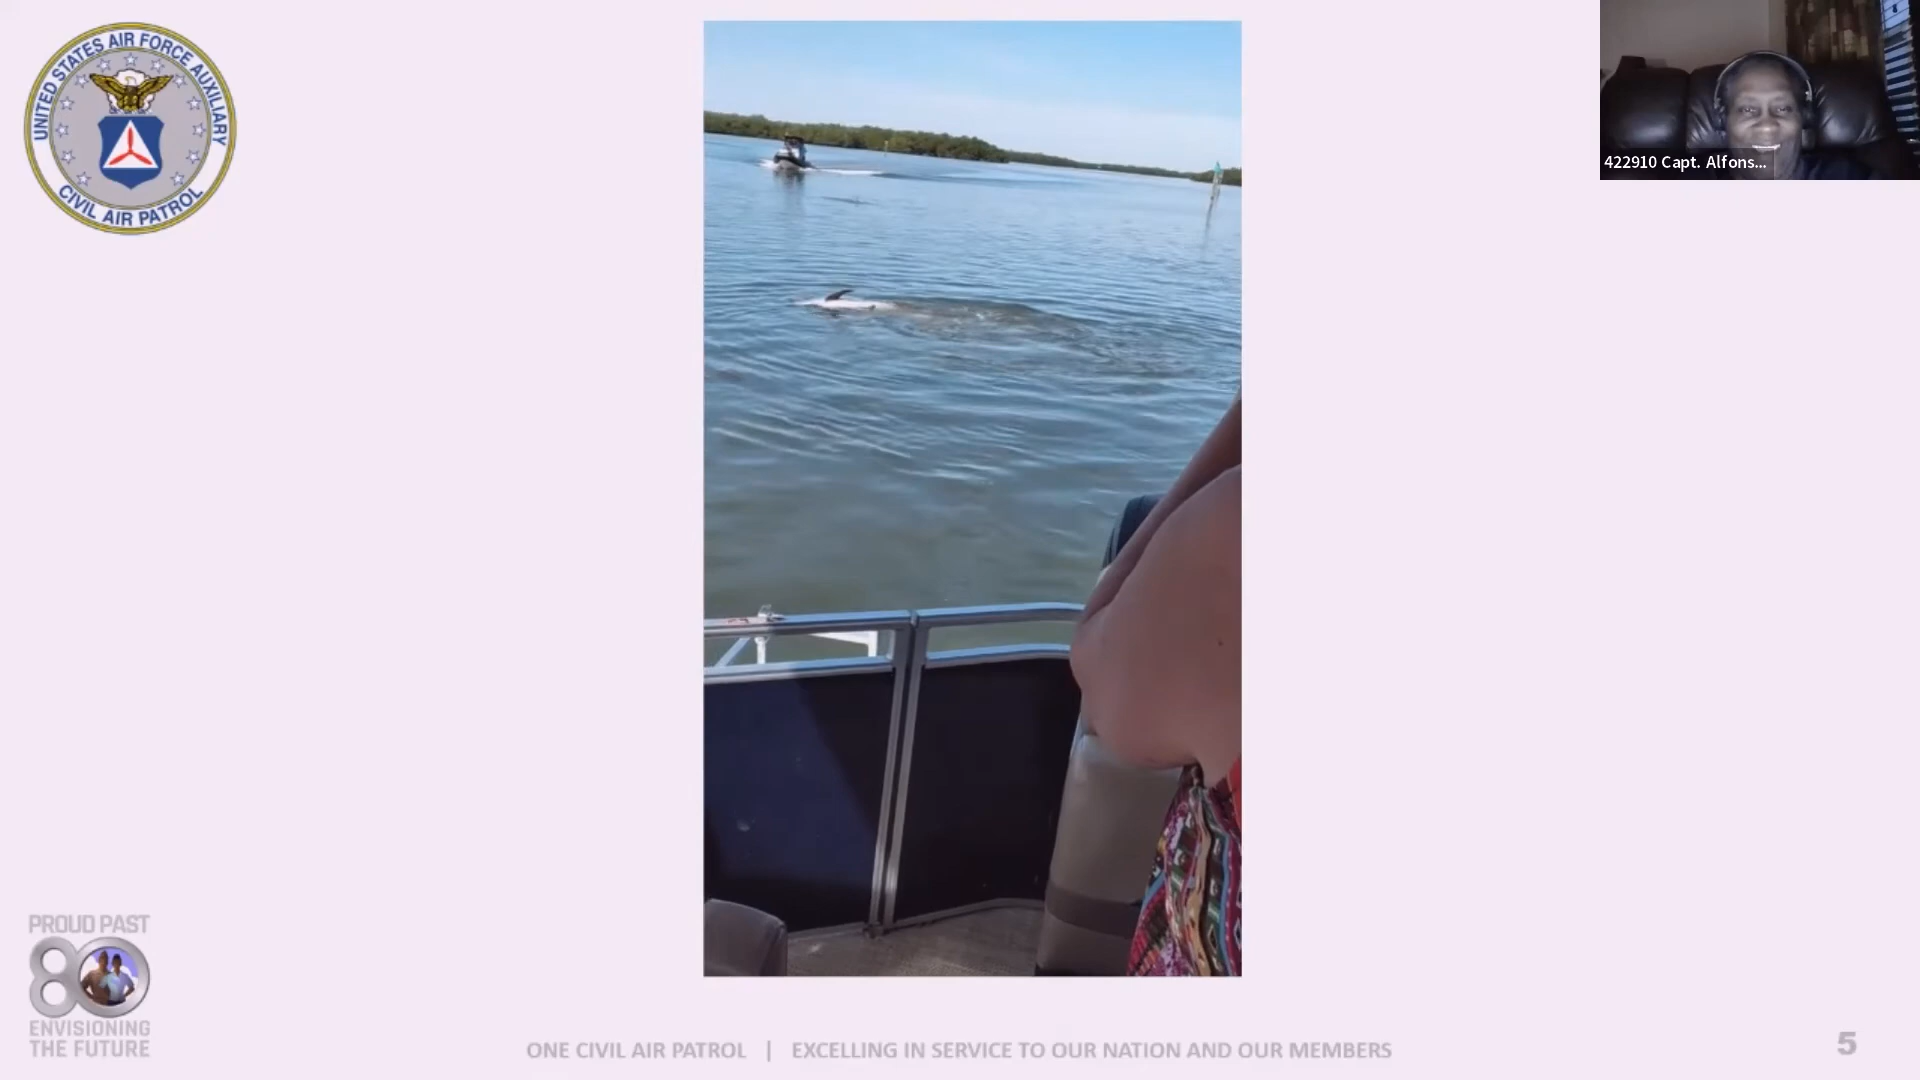 UNITED STATES AIR FORCE AUXILIARY
CIVIL AIR PATROL
422910 Capt. Alfons...
PROUD PAST
80
ENVISIONING
THE FUTURE
ONE CIVIL AIR PATROL | EXCELLING IN SERVICE TO OUR NATION AND OUR MEMBERS
5